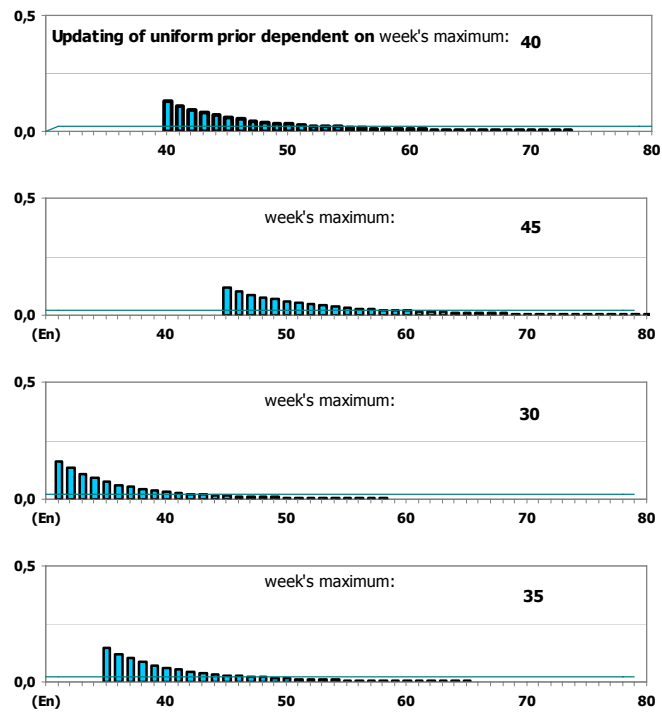 0,5
Updating of uniform prior dependent on week's maximum: 40
0,0
40 50 60 70 80
0,5
week's maximum: 45
0,0
(En) 40 50 60 70 80
0,5
week's maximum: 30
0,0
(En) 40 50 60 70 80
0,5
week's maximum: 35
0,0
(En) 40 50 60 70 80